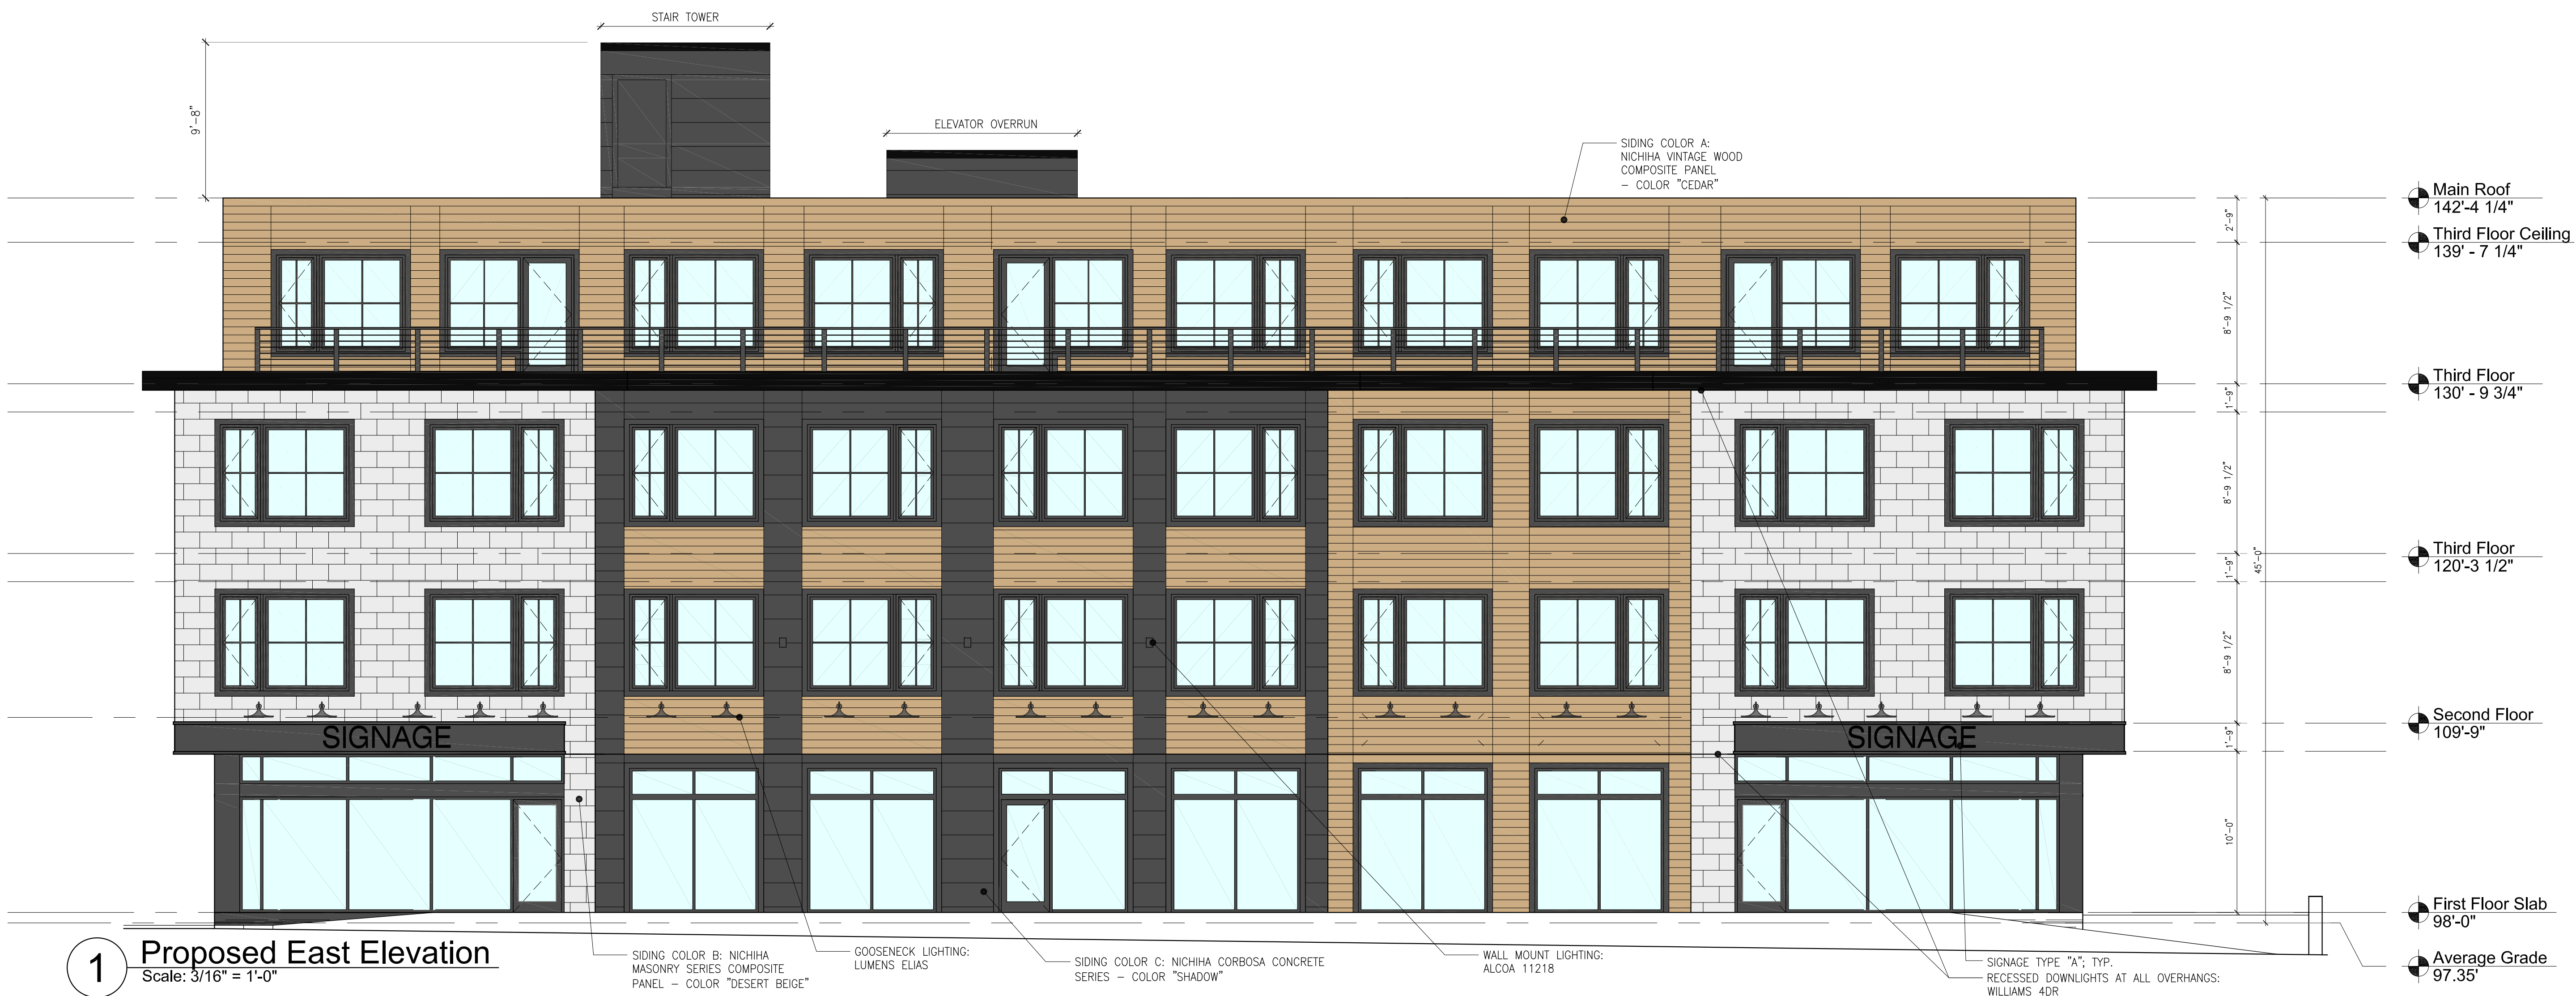 STAIR TOWER
9'-8"
ELEVATOR OVERRUN
SIDING COLOR A:
NICHIHA VINTAGE WOOD
COMPOSITE PANEL
– COLOR "CEDAR"
Main Roof
142'-4 1/4"
2'-9"
Third Floor Ceiling
139' - 7 1/4"
8'-9 1/2"
Third Floor
130' - 9 3/4"
1'-9"
8'-9 1/2"
Third Floor
120'-3 1/2"
1'-9"
45'-0"
8'-9 1/2"
Second Floor
109'-9"
1'-9"
SIGNAGE
SIGNAGE
10'-0"
First Floor Slab
98'-0"
Average Grade
97.35'
1
Proposed East Elevation
Scale: 3/16" = 1'-0"
SIDING COLOR B: NICHIHA
MASONRY SERIES COMPOSITE
PANEL – COLOR "DESERT BEIGE"
GOOSENECK LIGHTING:
LUMENS ELIAS
SIDING COLOR C: NICHIHA CORBOSA CONCRETE
SERIES – COLOR "SHADOW"
WALL MOUNT LIGHTING:
ALCOA 11218
SIGNAGE TYPE "A"; TYP.
RECESSED DOWNLIGHTS AT ALL OVERHANGS:
WILLIAMS 4DR